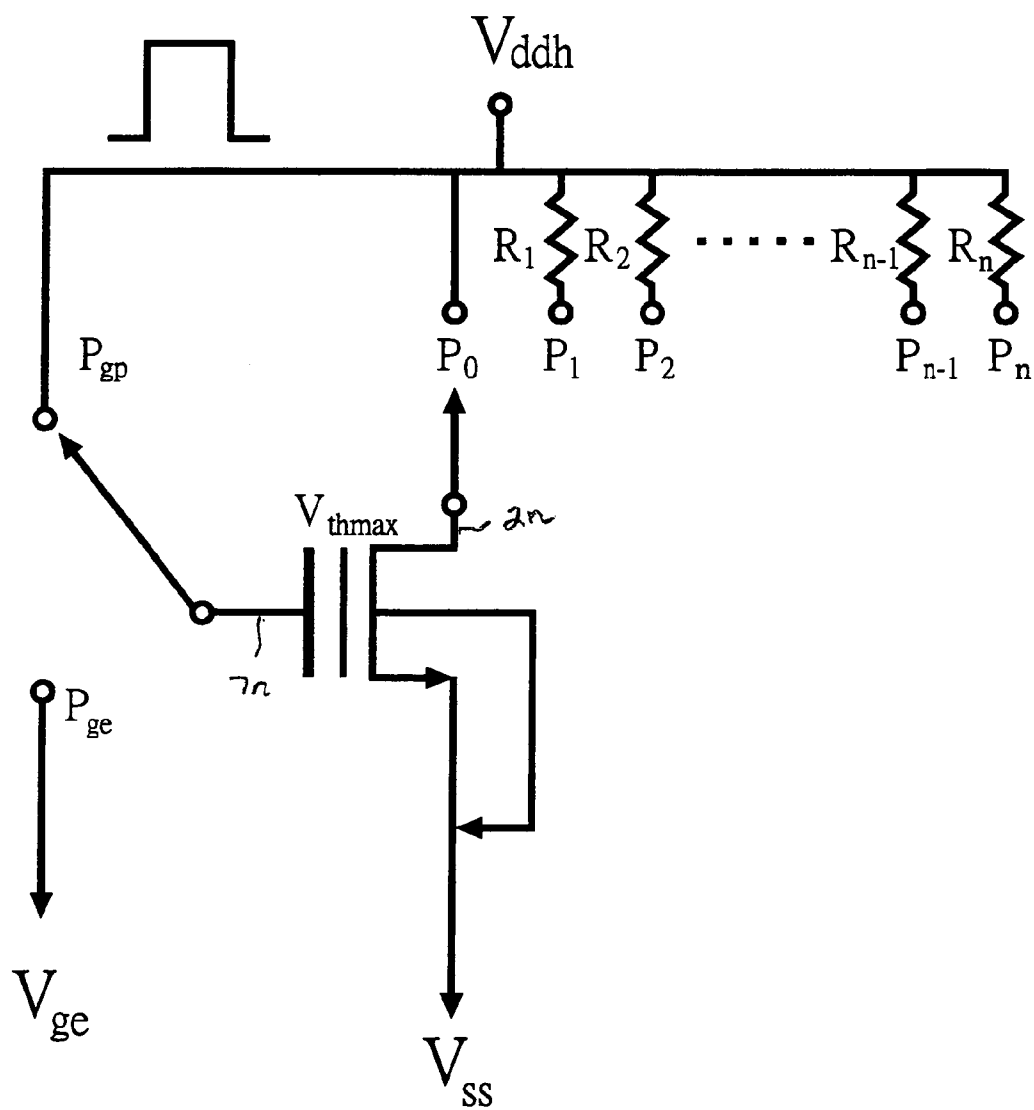 Vddh
R1 R2 Rn-1 Rn
Pgp
P0 P1 P2 Pn-1 Pn
Vthmax
Pge
Vge
Vss